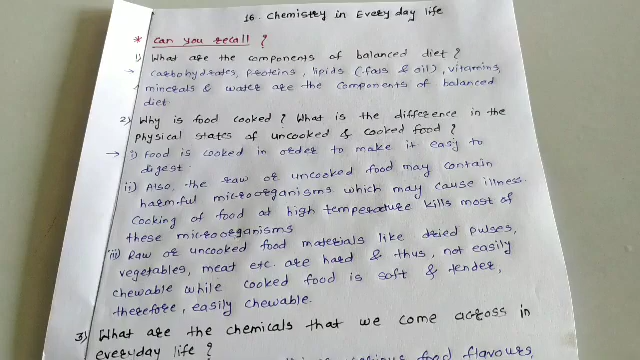 16. Chemistry in Every day life
* Can you recall ?
1) What are the components of balanced diet ?
→ carbohydrates, proteins, lipids (fats & oil), vitamins,
minerals & water are the components of balanced
diet
2) Why is food cooked ? What is the difference in the
physical states of uncooked & cooked food ?
→ i) Food is cooked in order to make it easy to
digest.
ii) Also, the raw or uncooked food may contain
harmful microorganisms which may cause illness.
Cooking of food at high temperature kills most of
these microorganisms
iii) Raw or uncooked food materials like dried pulses,
vegetables, meat etc. are hard & thus, not easily
chewable while cooked food is soft & tender,
therefore, easily chewable.
3) What are the chemicals that we come across in
everyday life ?
food flavours,